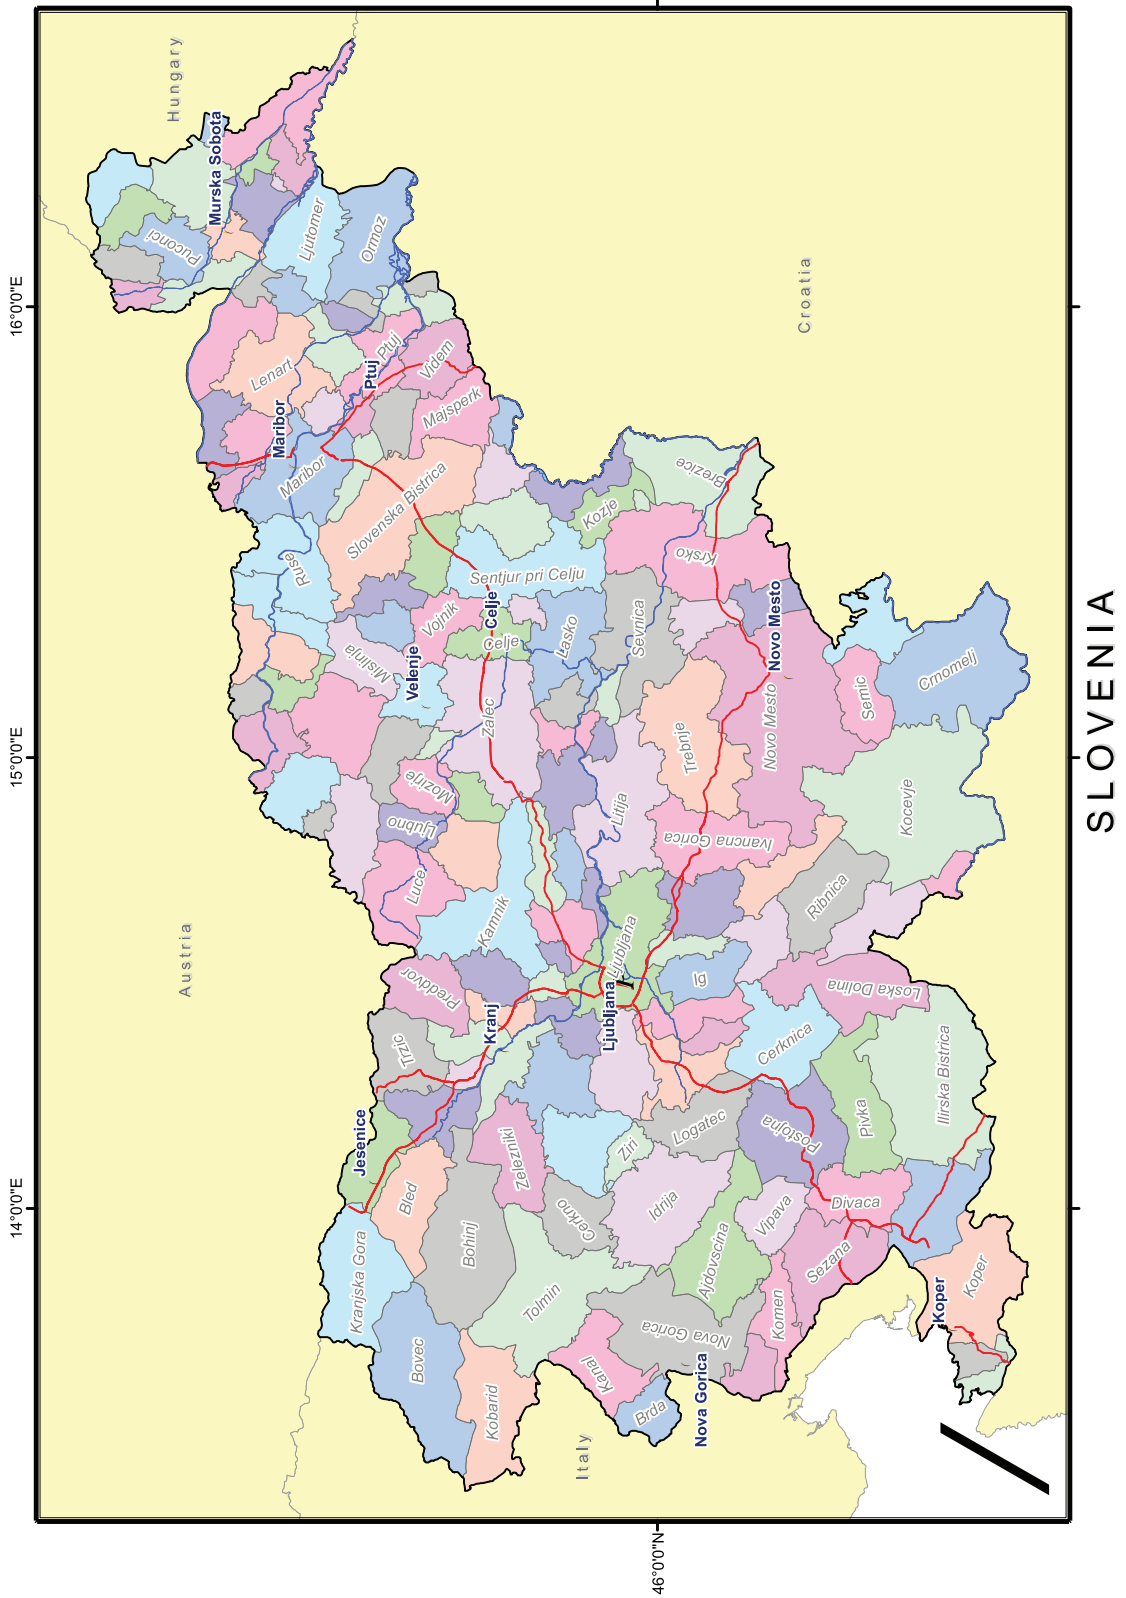 SLOVENIA
14°0'0"E
15°0'0"E
16°0'0"E
46°0'0"N
Austria
Hungary
Italy
Croatia
Murska Sobota
Puconci
Ljutomer
Ormoz
Lenart
Maribor
Maribor
Ptuj
Ptuj
Videm
Majsperk
Slovenska Bistrica
Ruse
Mislinja
Velenje
Vojnik
Celje
Celje
Sentjur pri Celju
Kozje
Brezice
Krsko
Sevnica
Lasko
Zalec
Mozirje
Ljubno
Luce
Kamnik
Litija
Trebnje
Novo Mesto
Novo Mesto
Semic
Crnomelj
Kocevje
Ribnica
Ivancna Gorica
Ljubljana
Ljubljana
Ig
Preddvor
Trzic
Kranj
Jesenice
Kranjska Gora
Bled
Bohinj
Bovec
Kobarid
Tolmin
Zelezniki
Cerkno
Ziri
Idrija
Logatec
Cerknica
Loska Dolina
Postojna
Pivka
Ilirska Bistrica
Vipava
Ajdovscina
Divaca
Sezana
Komen
Nova Gorica
Nova Gorica
Kanal
Brda
Koper
Koper